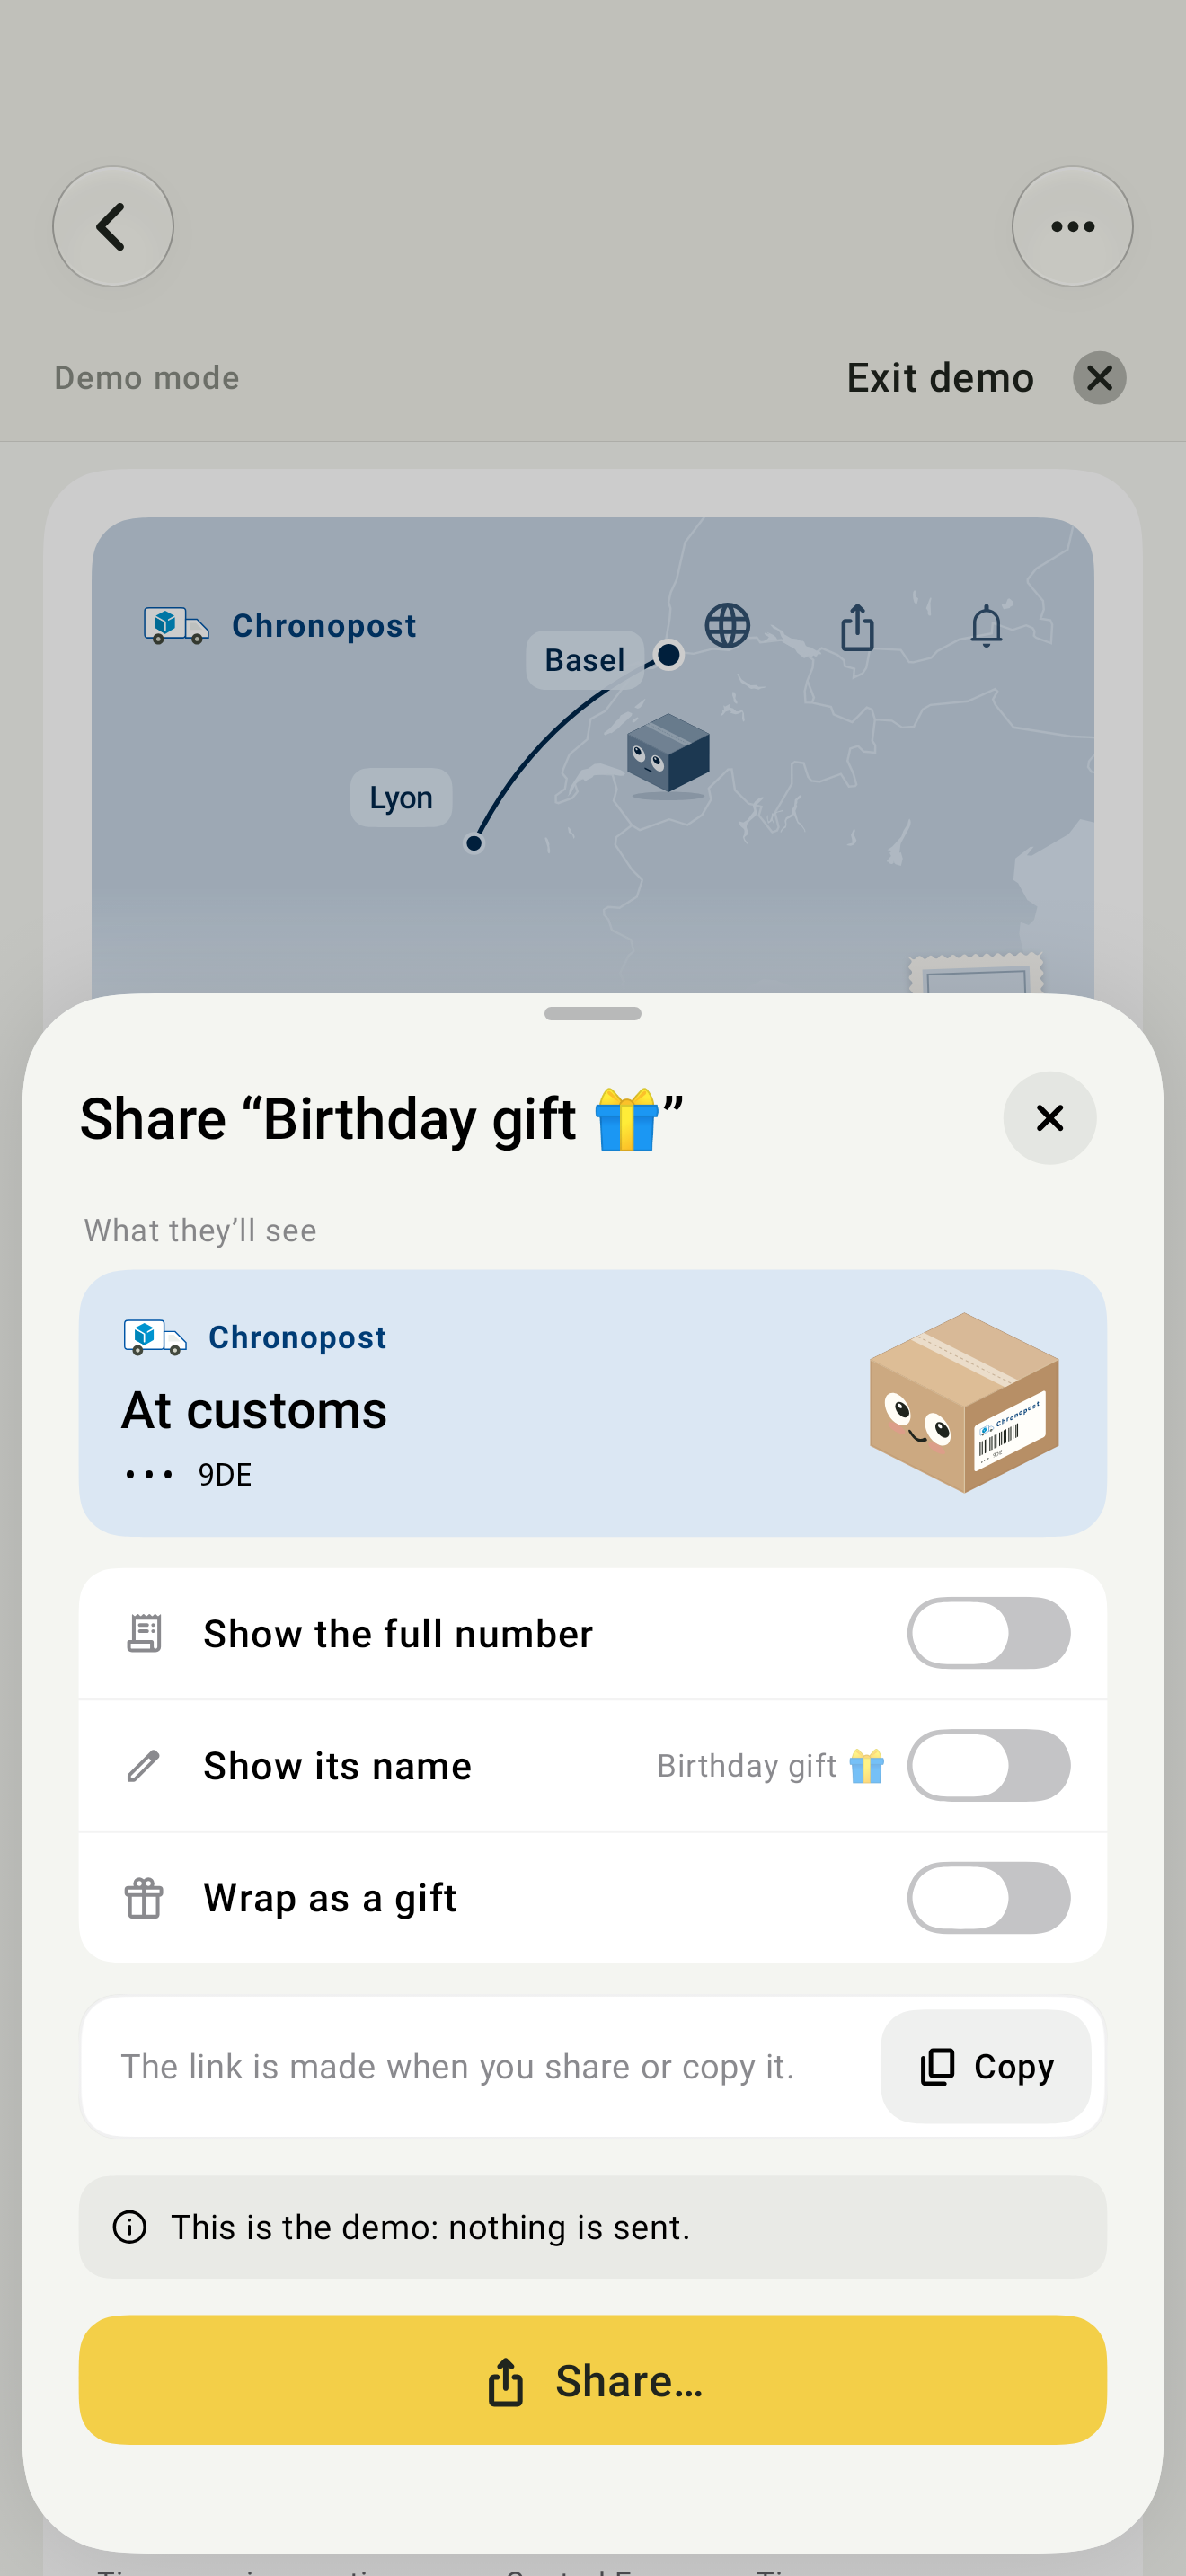 Demo mode
Exit demo
Chronopost
Basel
Lyon
Share “Birthday gift 🎁”
What they’ll see
Chronopost
At customs
••• 9DE
Chronopost
Show the full number
Show its name
Birthday gift 🎁
Wrap as a gift
The link is made when you share or copy it.
Copy
This is the demo: nothing is sent.
Share...